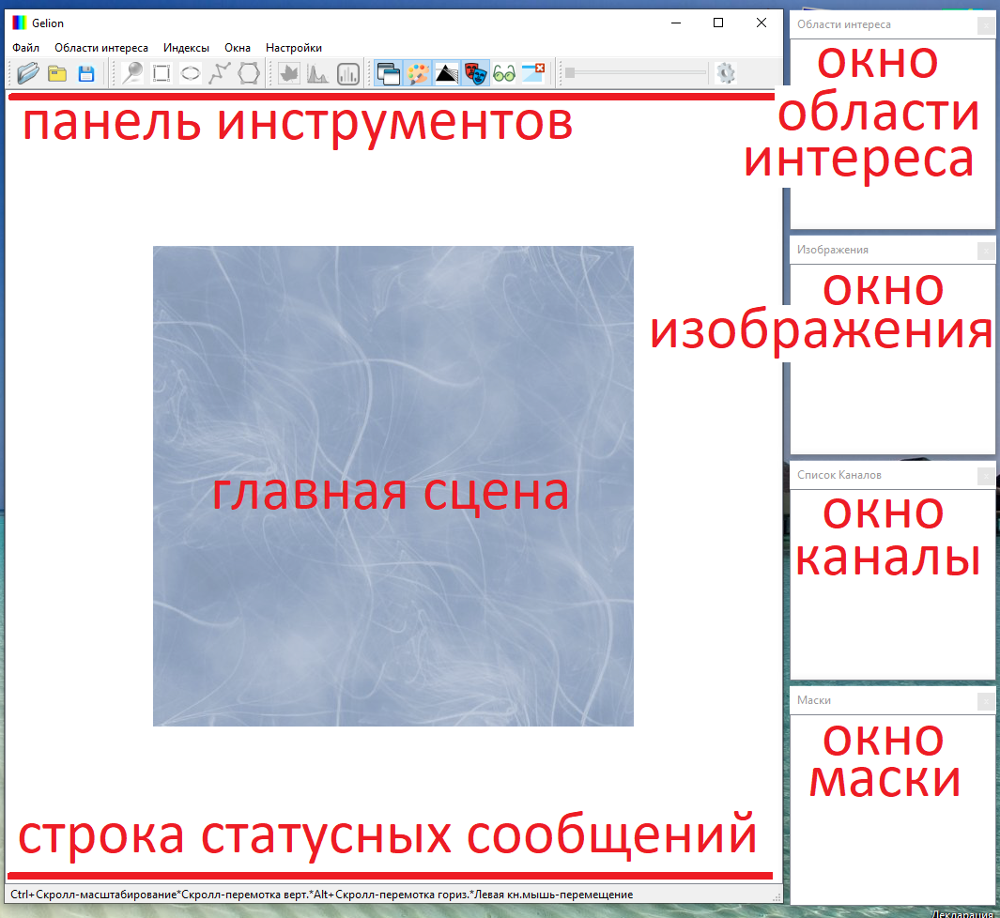 Gelion
Файл Области интереса Индексы Окна Настройки
панель инструментов
главная сцена
строка статусных сообщений
Ctrl+Скролл-масштабирование*Скролл-перемотка верт.*Alt+Скролл-перемотка гориз.*Левая кн.мышь-перемещение
Области интереса
окно
области
интереса
Изображения
окно
изображения
Список Каналов
окно
каналы
Маски
окно
маски
Декларация